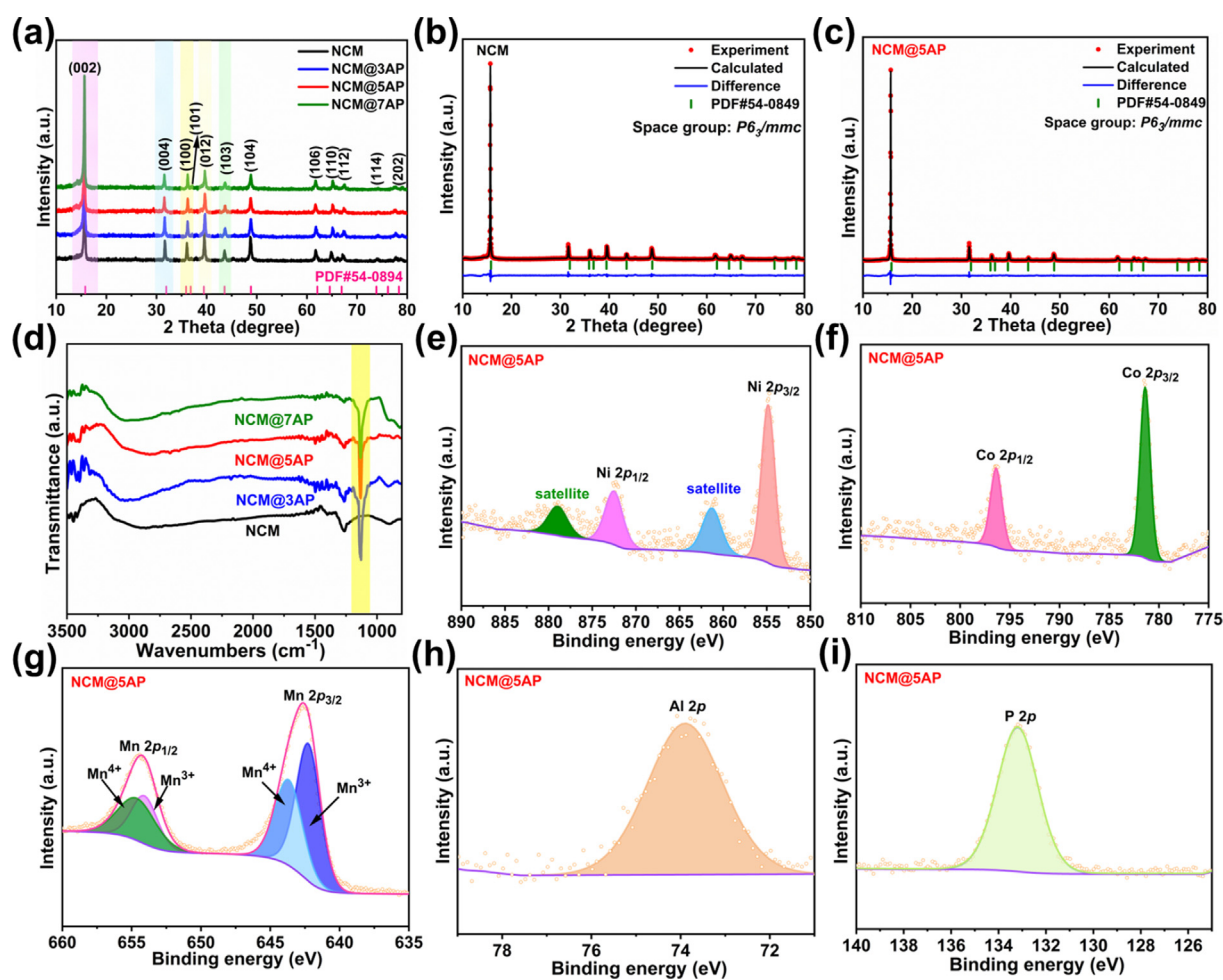 (a)
NCM
NCM@3AP
NCM@5AP
NCM@7AP
(002)
(004)
(100)
(101)
(012)
(103)
(104)
(106)
(110)
(112)
(114)
(202)
PDF#54-0894
Intensity (a.u.)
10 20 30 40 50 60 70 80
2 Theta (degree)
(b)
NCM
Experiment
Calculated
Difference
PDF#54-0849
Space group: P6₃/mmc
Intensity (a.u.)
10 20 30 40 50 60 70 80
2 Theta (degree)
(c)
NCM@5AP
Experiment
Calculated
Difference
PDF#54-0849
Space group: P6₃/mmc
Intensity (a.u.)
10 20 30 40 50 60 70 80
2 Theta (degree)
(d)
NCM@7AP
NCM@5AP
NCM@3AP
NCM
Transmittance (a.u.)
3500 3000 2500 2000 1500 1000
Wavenumbers (cm⁻¹)
(e)
NCM@5AP
Ni 2p₃/₂
Ni 2p₁/₂
satellite
satellite
Intensity (a.u.)
890 885 880 875 870 865 860 855 850
Binding energy (eV)
(f)
NCM@5AP
Co 2p₃/₂
Co 2p₁/₂
Intensity (a.u.)
810 805 800 795 790 785 780 775
Binding energy (eV)
(g)
NCM@5AP
Mn 2p₃/₂
Mn 2p₁/₂
Mn⁴⁺
Mn³⁺
Mn⁴⁺
Mn³⁺
Intensity (a.u.)
660 655 650 645 640 635
Binding energy (eV)
(h)
NCM@5AP
Al 2p
Intensity (a.u.)
78 76 74 72
Binding energy (eV)
(i)
NCM@5AP
P 2p
Intensity (a.u.)
140 138 136 134 132 130 128 126
Binding energy (eV)